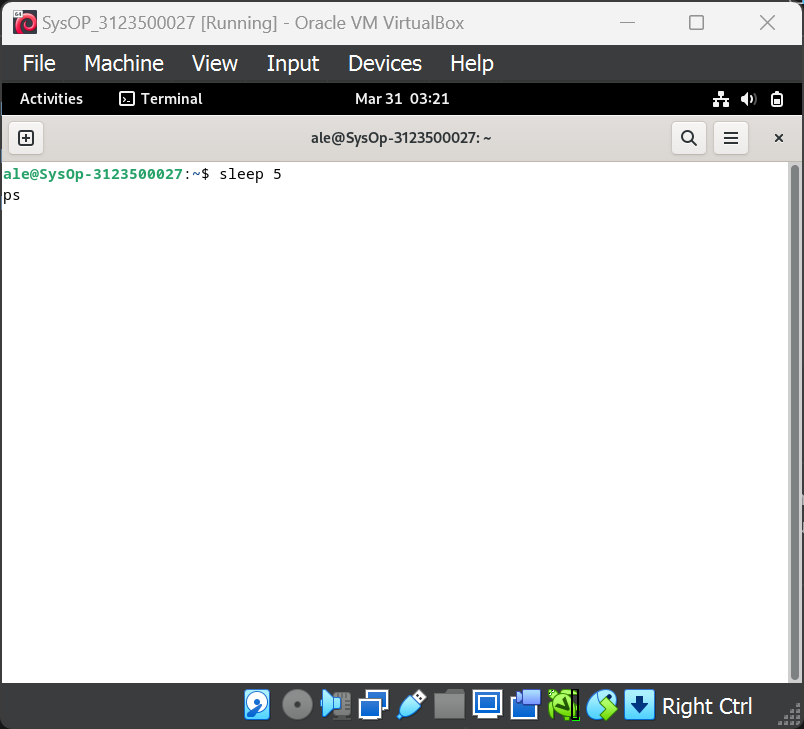 64
SysOP_3123500027 [Running] - Oracle VM VirtualBox
File Machine View Input Devices Help
Activities Terminal Mar 31 03:21
ale@SysOp-3123500027: ~
ale@SysOp-3123500027:~$ sleep 5
ps
Right Ctrl